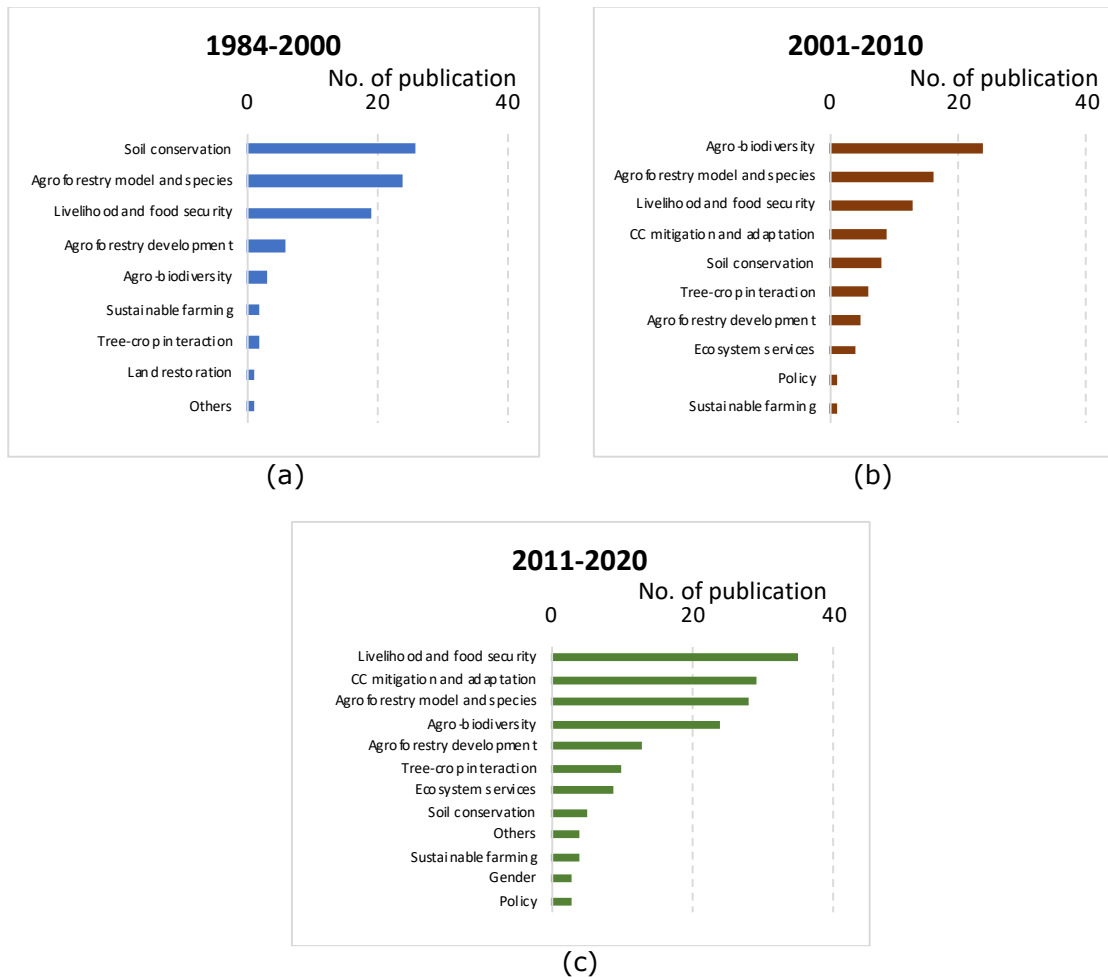 1984-2000
No. of publication
0 20 40
Soil conservation
Agroforestry model and species
Livelihood and food security
Agroforestry development
Agro-biodiversity
Sustainable farming
Tree-crop interaction
Land restoration
Others
(a)
2001-2010
No. of publication
0 20 40
Agro-biodiversity
Agroforestry model and species
Livelihood and food security
CC mitigation and adaptation
Soil conservation
Tree-crop interaction
Agroforestry development
Ecosystem services
Policy
Sustainable farming
(b)
2011-2020
No. of publication
0 20 40
Livelihood and food security
CC mitigation and adaptation
Agroforestry model and species
Agro-biodiversity
Agroforestry development
Tree-crop interaction
Ecosystem services
Soil conservation
Others
Sustainable farming
Gender
Policy
(c)